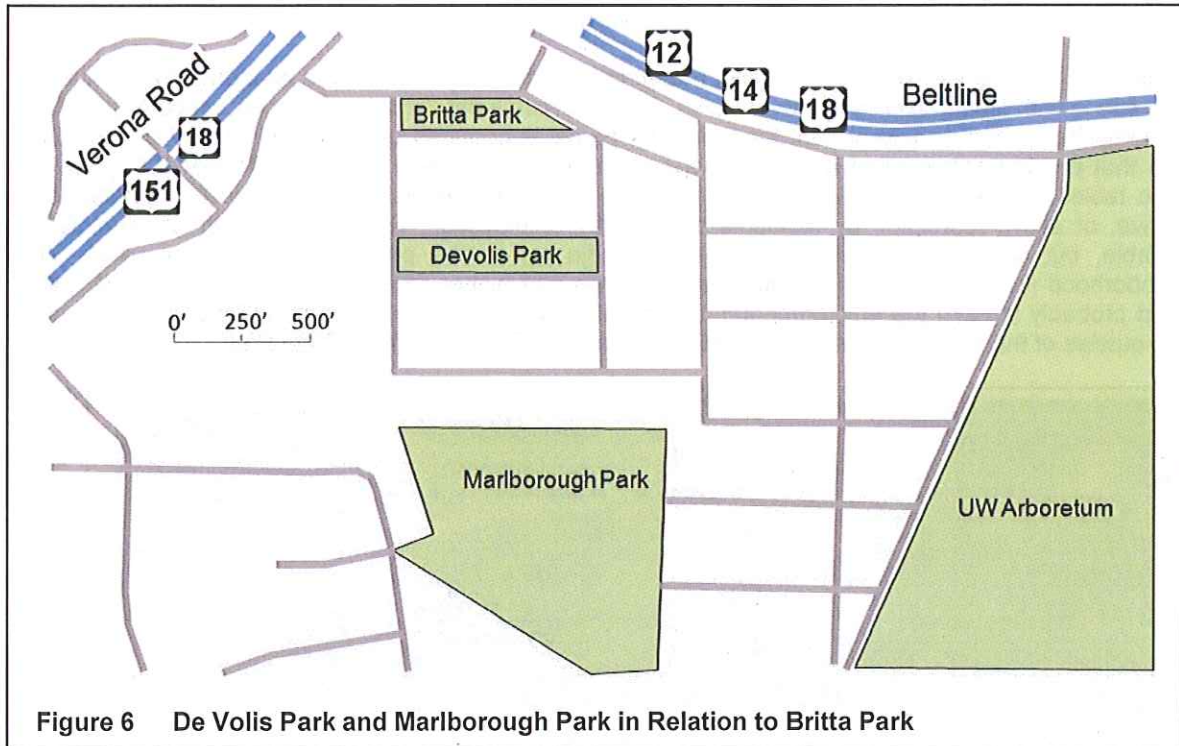 Verona Road
18
151
12
14
18
Beltline
Britta Park
Devolis Park
0' 250' 500'
Marlborough Park
UW Arboretum
Figure 6 De Volis Park and Marlborough Park in Relation to Britta Park